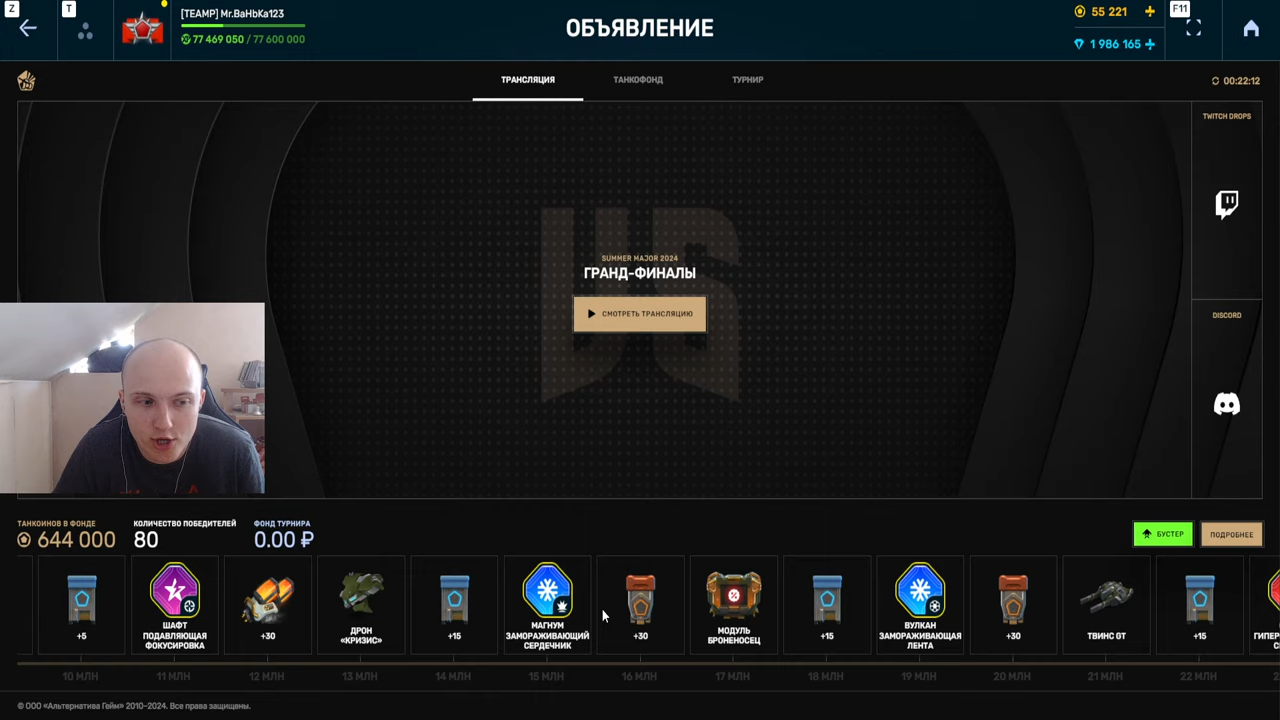 Z
T
[TEAMP] Mr.BaHbKa123
77 469 050 / 77 600 000
ОБЪЯВЛЕНИЕ
55 221
1 986 165
F11
ТРАНСЛЯЦИЯ
ТАНКОФОНД
ТУРНИР
00:22:12
TWITCH DROPS
SUMMER MAJOR 2024
ГРАНД-ФИНАЛЫ
СМОТРЕТЬ ТРАНСЛЯЦИЮ
DISCORD
ТАНКОИНОВ В ФОНДЕ
644 000
КОЛИЧЕСТВО ПОБЕДИТЕЛЕЙ
80
ФОНД ТУРНИРА
0.00 ₽
БУСТЕР
ПОДРОБНЕЕ
+5
ШАФТ
ПОДАВЛЯЮЩАЯ
ФОКУСИРОВКА
+30
ДРОН
«КРИЗИС»
+15
МАГНУМ
ЗАМОРАЖИВАЮЩИЙ
СЕРДЕЧНИК
+30
МОДУЛЬ
БРОНЕНОСЕЦ
+15
ВУЛКАН
ЗАМОРАЖИВАЮЩАЯ
ЛЕНТА
+30
ТВИНС GT
+15
10 МЛН
11 МЛН
12 МЛН
13 МЛН
14 МЛН
15 МЛН
16 МЛН
17 МЛН
18 МЛН
19 МЛН
20 МЛН
21 МЛН
22 МЛН
© ООО «Альтернатива Гейм» 2010-2024. Все права защищены.